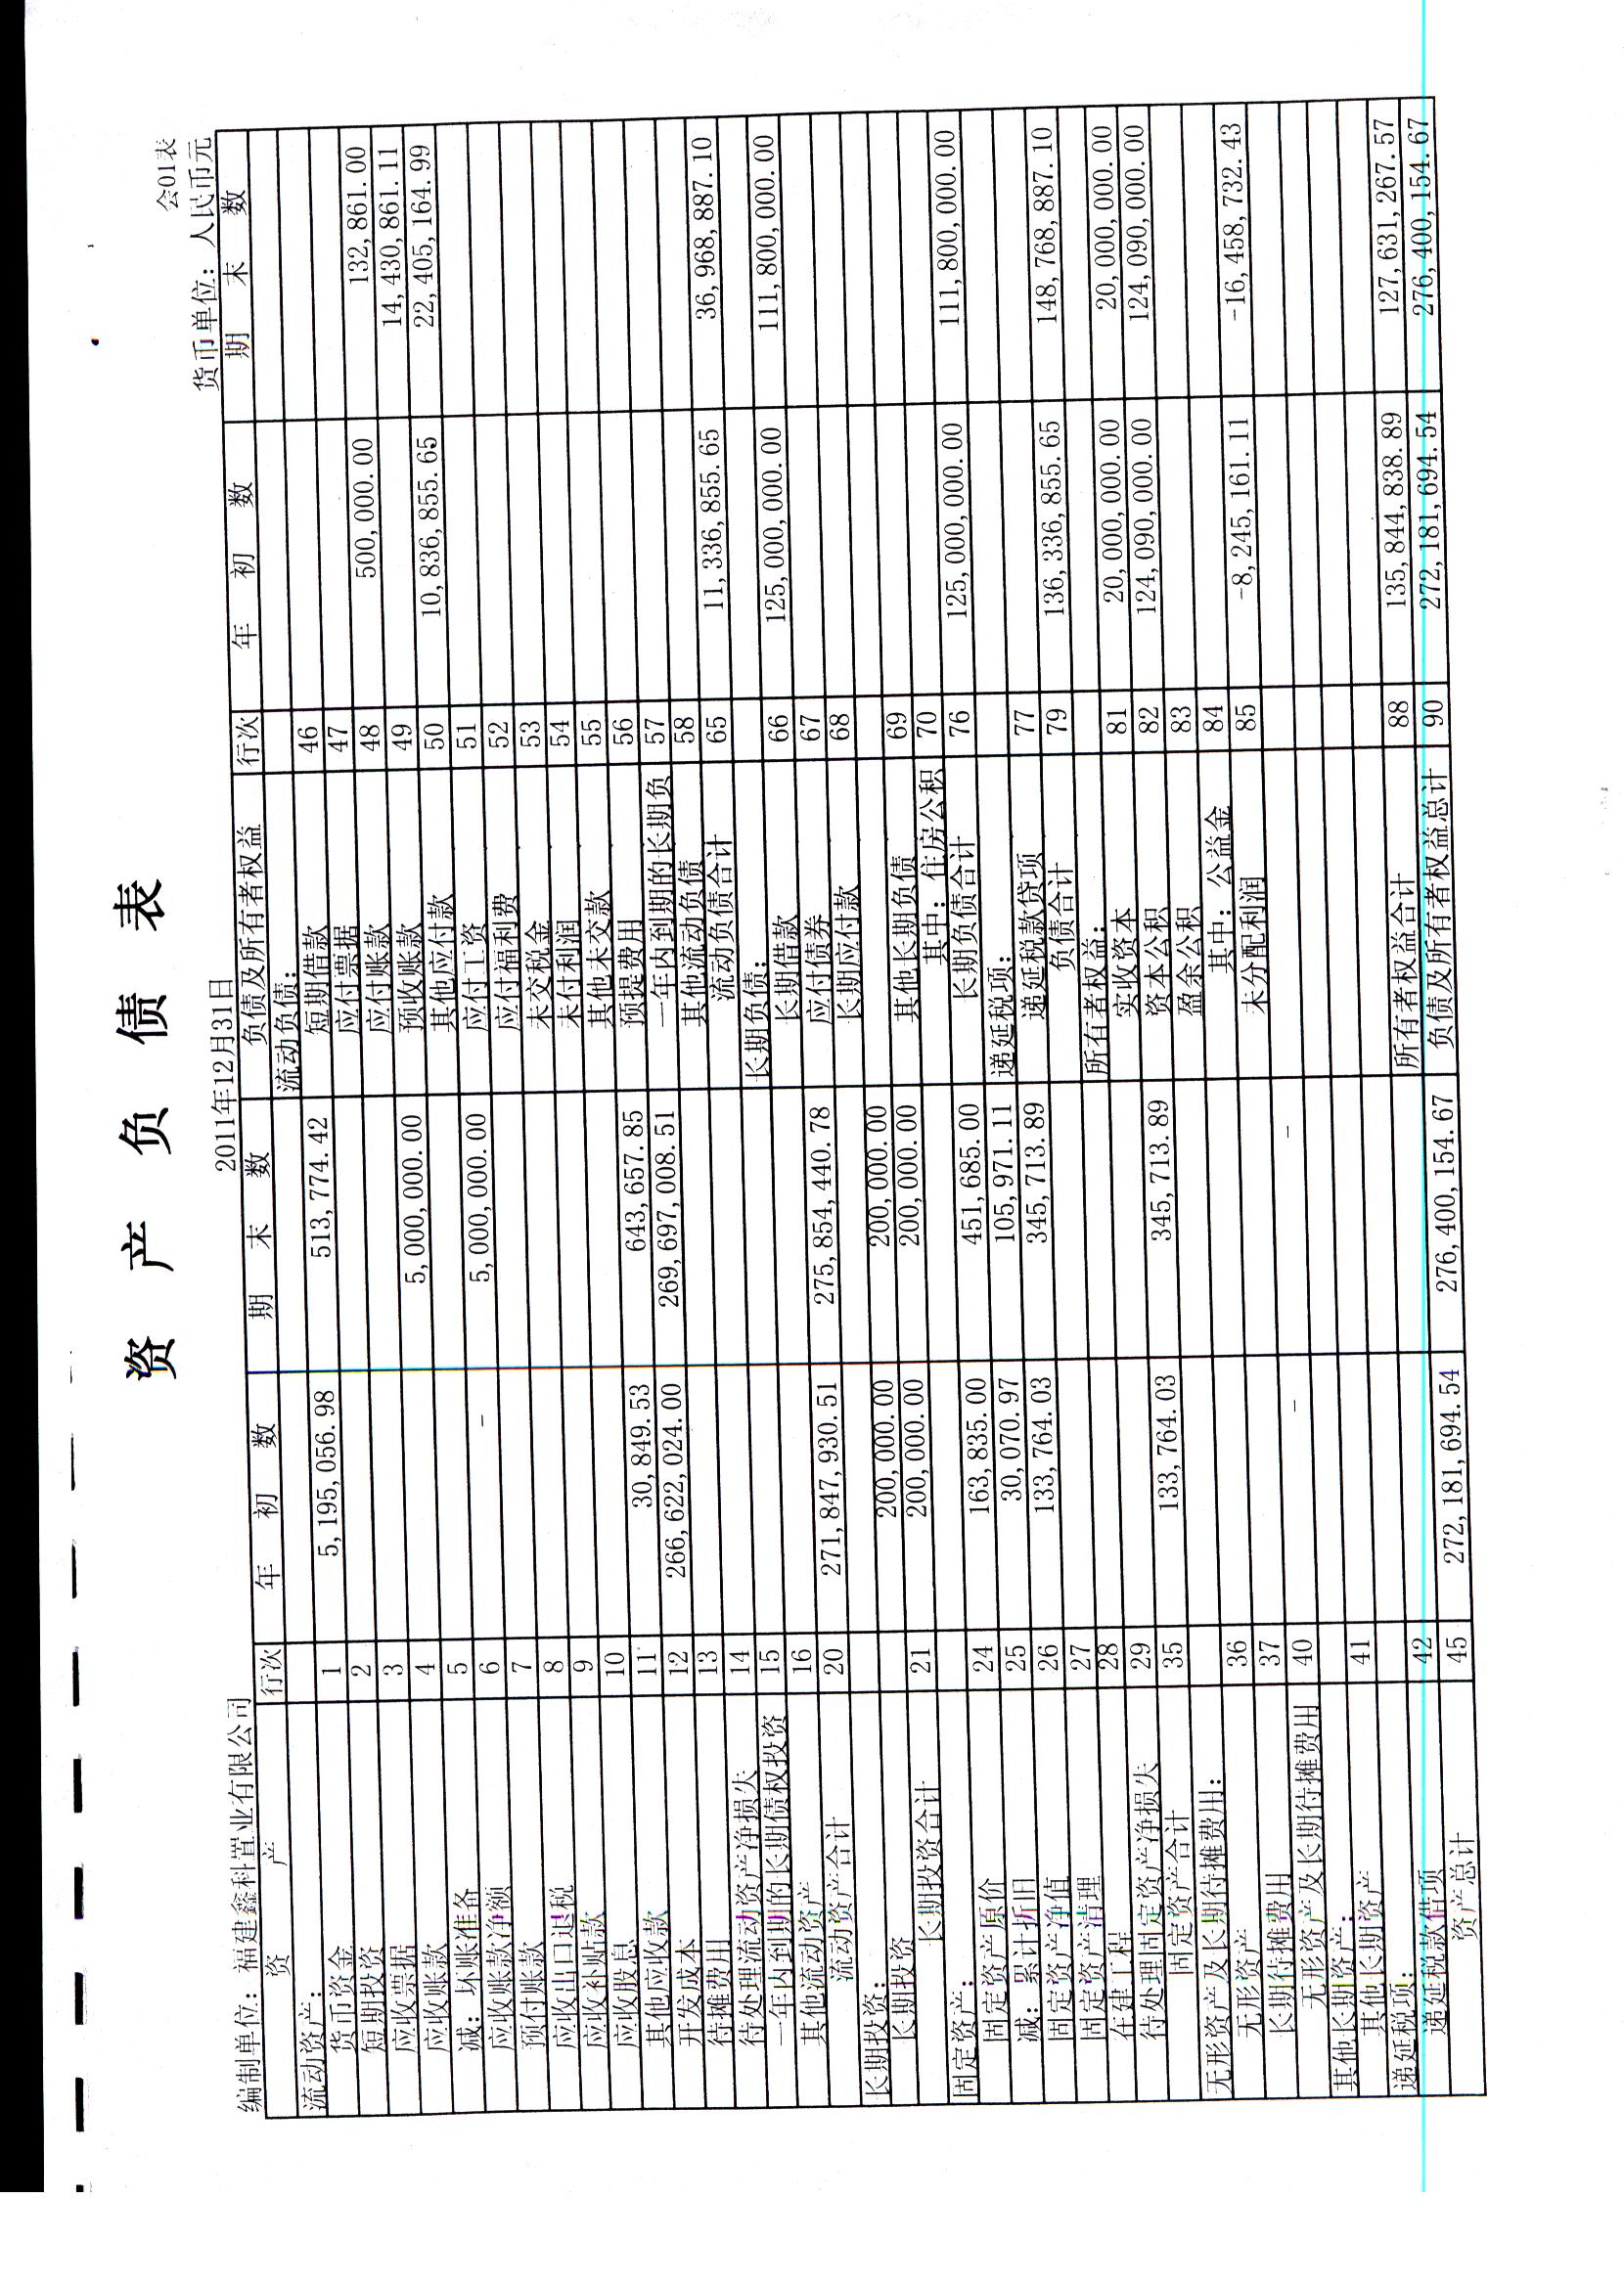 资 产 负 债 表
会01表
编制单位：福建鑫科置业有限公司 2011年12月31日 货币单位：人民币元
资 产 行次 年 初 数 期 末 数 负债及所有者权益 行次 年 初 数 期 末 数
流动资产： 流动负债：
货币资金 1 5,195,056.98 513,774.42 短期借款 46
短期投资 2 应付票据 47
应收票据 3 应付账款 48 500,000.00 132,861.00
应收账款 4 5,000,000.00 预收账款 49 14,430,861.11
减：坏账准备 5 其他应付款 50 10,836,855.65 22,405,164.99
应收账款净额 6 – 5,000,000.00 应付工资 51
预付账款 7 应付福利费 52
应收出口退税 8 未交税金 53
应收补贴款 9 未付利润 54
应收股息 10 其他未交款 55
其他应收款 11 30,849.53 643,657.85 预提费用 56
开发成本 12 266,622,024.00 269,697,008.51 一年内到期的长期负 57
待摊费用 13 其他流动负债 58
待处理流动资产净损失 14 流动负债合计 65 11,336,855.65 36,968,887.10
一年内到期的长期债权投资 15 长期负债：
其他流动资产 16 长期借款 66 125,000,000.00 111,800,000.00
流动资产合计 20 271,847,930.51 275,854,440.78 应付债券 67
长期投资： 长期应付款 68
长期投资 200,000.00 200,000.00
长期投资合计 21 200,000.00 200,000.00 其他长期负债 69
固定资产： 其中：住房公积 70
固定资产原价 24 163,835.00 451,685.00 长期负债合计 76 125,000,000.00 111,800,000.00
减：累计折旧 25 30,070.97 105,971.11 递延税项：
固定资产净值 26 133,764.03 345,713.89 递延税款贷项 77
固定资产清理 27 负债合计 79 136,336,855.65 148,768,887.10
在建工程 28 所有者权益：
待处理固定资产净损失 29 实收资本 81 20,000,000.00 20,000,000.00
固定资产合计 35 133,764.03 345,713.89 资本公积 82 124,090,000.00 124,090,000.00
无形资产及长期待摊费用： 盈余公积 83
无形资产 36 其中：公益金 84
长期待摊费用 37 未分配利润 85 -8,245,161.11 -16,458,732.43
无形资产及长期待摊费用 40 – –
其他长期资产：
其他长期资产 41
递延税项：
递延税款借项 42 所有者权益合计 88 135,844,838.89 127,631,267.57
资产总计 45 272,181,694.54 276,400,154.67 负债及所有者权益总计 90 272,181,694.54 276,400,154.67